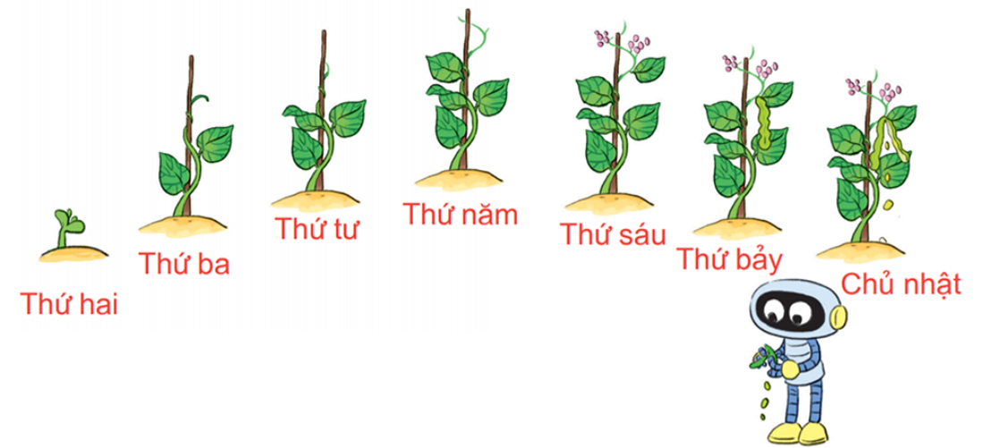 Thứ hai
Thứ ba
Thứ tư
Thứ năm
Thứ sáu
Thứ bảy
Chủ nhật